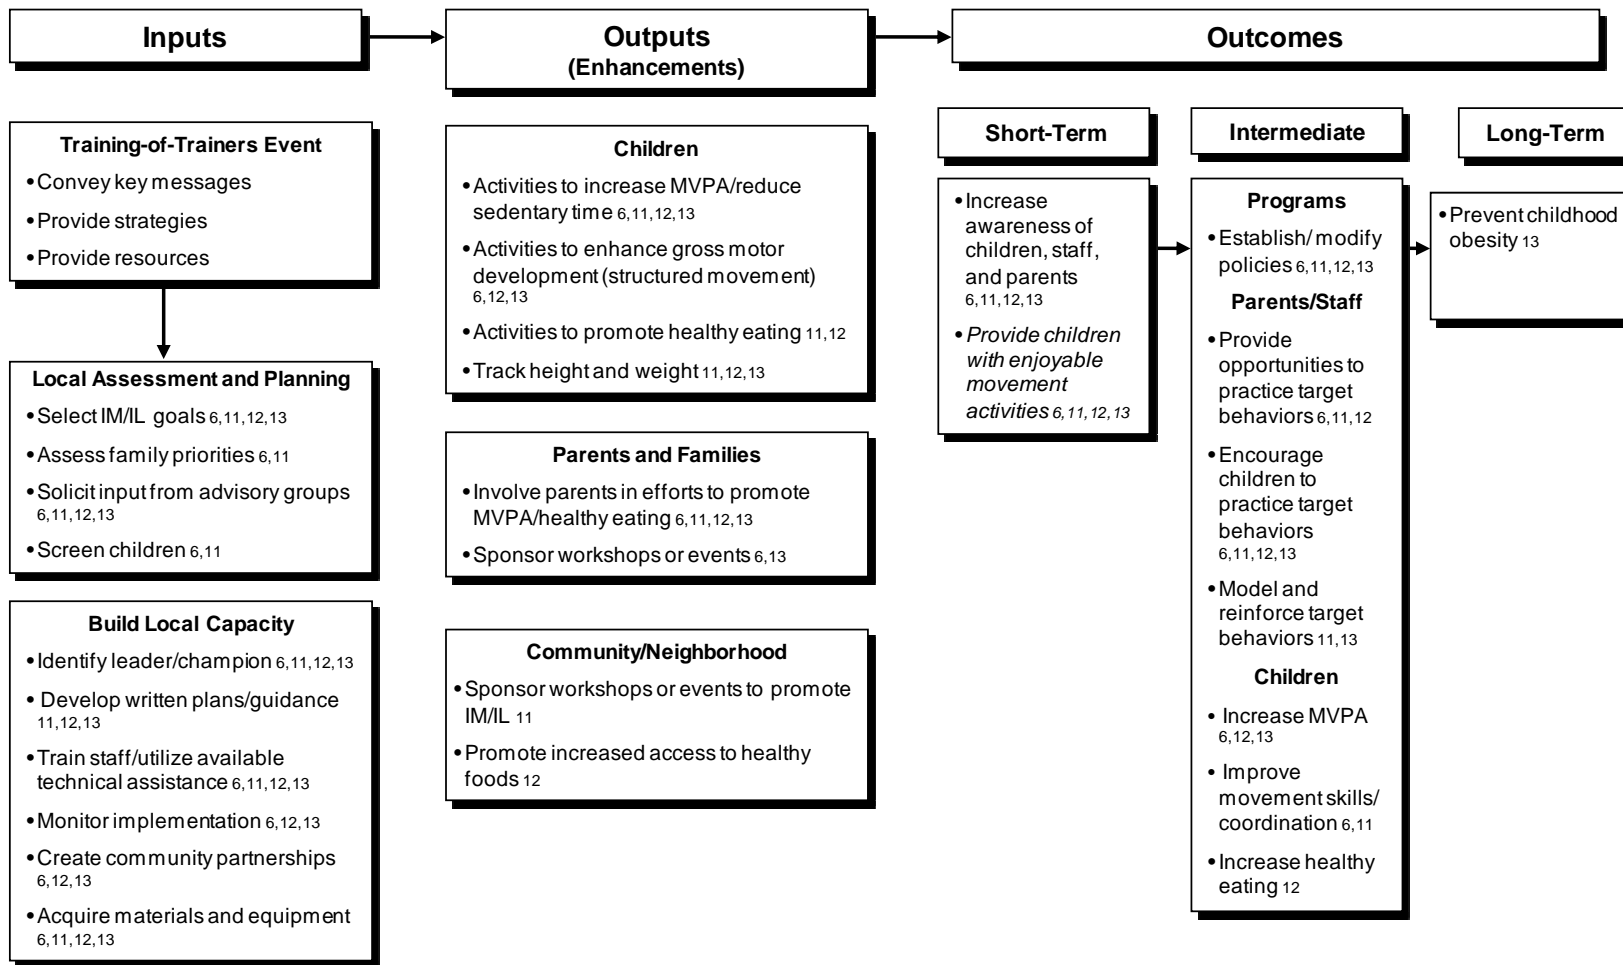 Inputs
Outputs
(Enhancements)
Outcomes
Training-of-Trainers Event
•Convey key messages
•Provide strategies
•Provide resources
Local Assessment and Planning
•Select IM/IL goals 6,11,12,13
•Assess family priorities 6,11
•Solicit input from advisory groups
6,11,12,13
•Screen children 6,11
Build Local Capacity
•Identify leader/champion 6,11,12,13
• Develop written plans/guidance
11,12,13
•Train staff/utilize available
technical assistance 6,11,12,13
•Monitor implementation 6,12,13
•Create community partnerships
6,12,13
•Acquire materials and equipment
6,11,12,13
Children
•Activities to increase MVPA/reduce
sedentary time 6,11,12,13
•Activities to enhance gross motor
development (structured movement)
6,12,13
•Activities to promote healthy eating 11,12
•Track height and weight 11,12,13
Parents and Families
•Involve parents in efforts to promote
MVPA/healthy eating 6,11,12,13
•Sponsor workshops or events 6,13
Community/Neighborhood
•Sponsor workshops or events to promote
IM/IL 11
•Promote increased access to healthy
foods 12
Short-Term
•Increase
awareness of
children, staff,
and parents
6,11,12,13
•Provide children
with enjoyable
movement
activities 6,11,12,13
Intermediate
Programs
•Establish/ modify
policies 6,11,12,13
Parents/Staff
•Provide
opportunities to
practice target
behaviors 6,11,12
•Encourage
children to
practice target
behaviors
6,11,12,13
•Model and
reinforce target
behaviors 11,13
Children
• Increase MVPA
6,12,13
• Improve
movement skills/
coordination 6,11
•Increase healthy
eating 12
Long-Term
•Prevent childhood
obesity 13